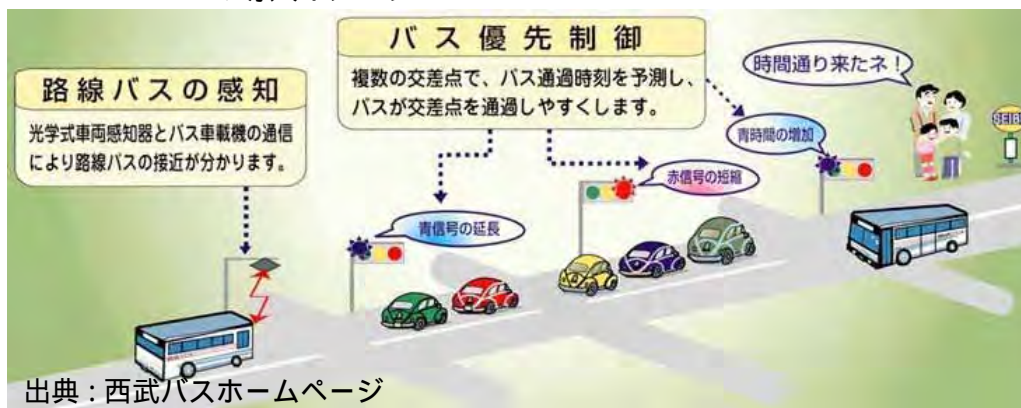 バス優先制御
複数の交差点で、バス通過時刻を予測し、
バスが交差点を通過しやすくします。
路線バスの感知
光学式車両感知器とバス車載機の通信
により路線バスの接近が分かります。
時間通り来たネ！
SEIB
青時間の増加
赤信号の短縮
青信号の延長
出典：西武バスホームページ